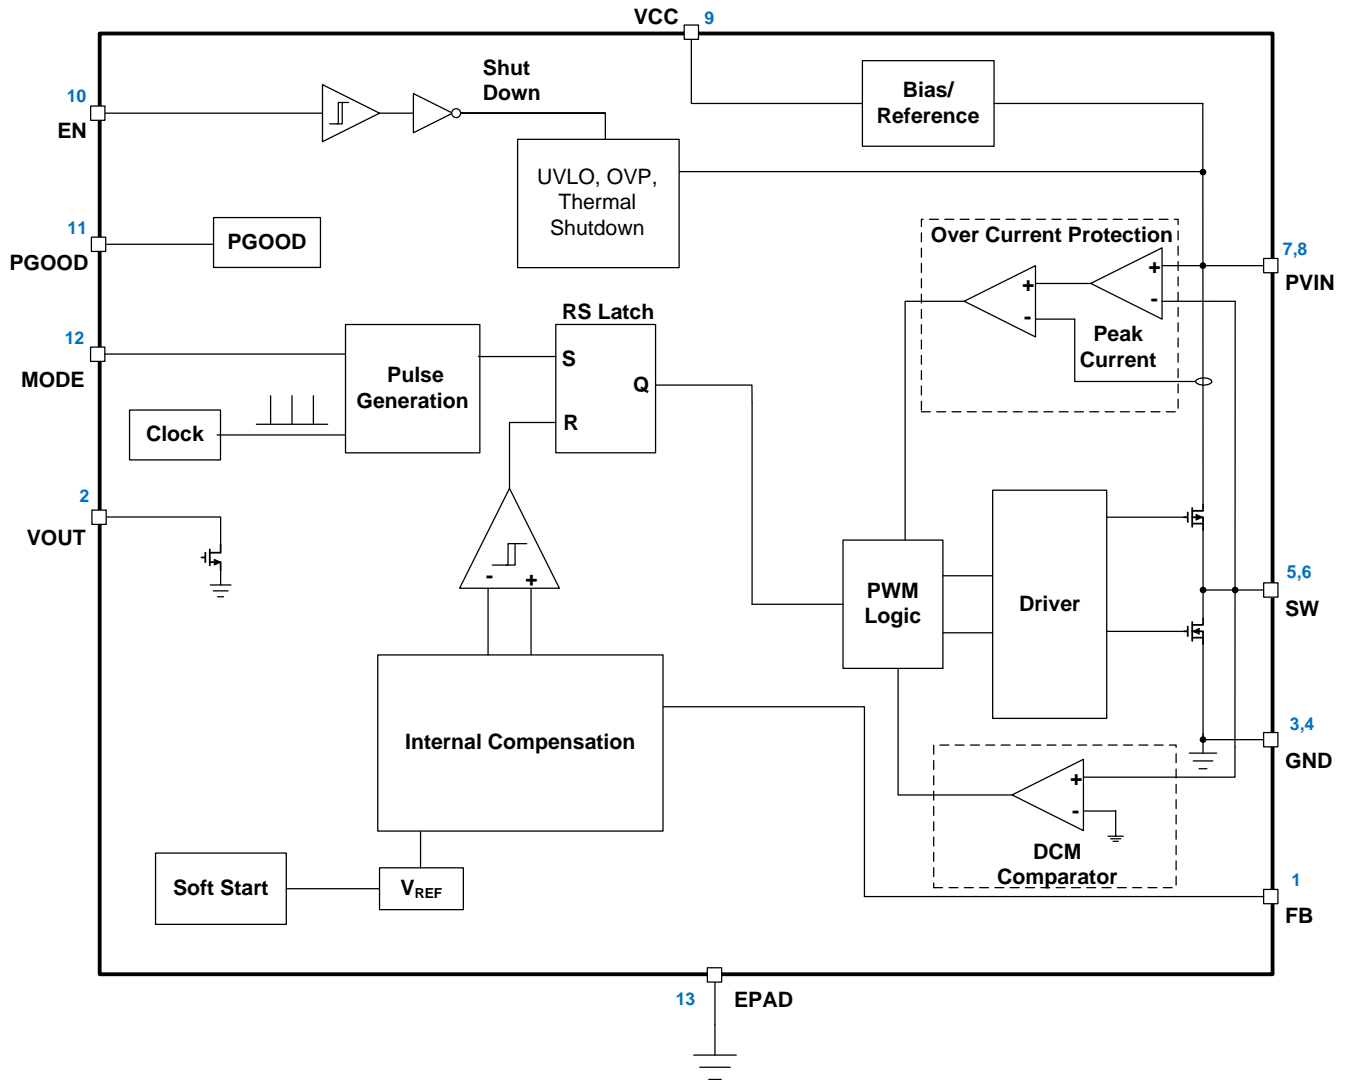 VCC 9
10
EN
Shut
Down
Bias/
Reference
UVLO, OVP,
Thermal
Shutdown
11
PGOOD
PGOOD
Over Current Protection
+
-
+
-
Peak
Current
7,8
PVIN
12
MODE
Pulse
Generation
RS Latch
S
Q
R
Clock
2
VOUT
- +
PWM
Logic
Driver
5,6
SW
Internal Compensation
3,4
GND
+
-
DCM
Comparator
Soft Start
VREF
1
FB
13 EPAD